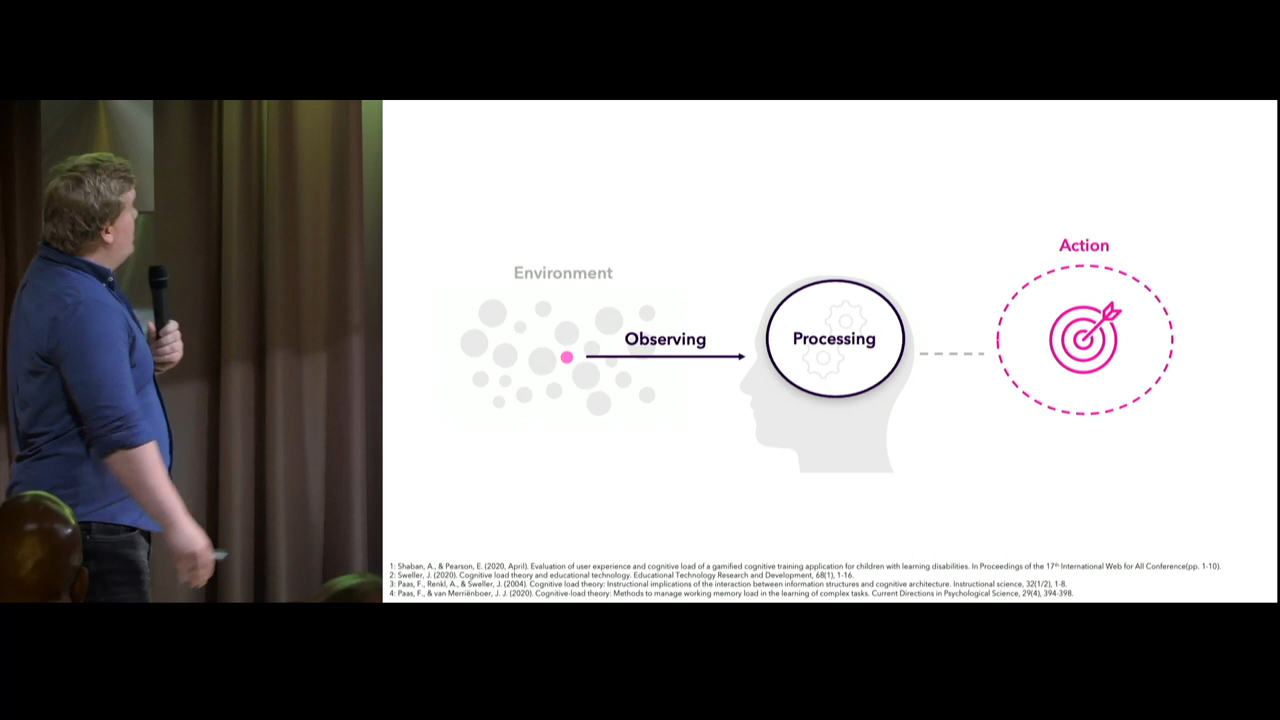 Action
Environment
Observing
Processing
1: Shaban, A., & Pearson, E. (2020, April). Evaluation of user experience and cognitive load of a gamified cognitive training application for children with learning disabilities. In Proceedings of the 17th International Web for All Conference(pp. 1-10).
2: Sweller, J. (2020). Cognitive load theory and educational technology. Educational Technology Research and Development, 68(1), 1-16.
3: Paas, F., Renkl, A., & Sweller, J. (2004). Cognitive load theory: Instructional implications of the interaction between information structures and cognitive architecture. Instructional science, 32(1/2), 1-8.
4: Paas, F., & van Merriënboer, J. J. (2020). Cognitive-load theory: Methods to manage working memory load in the learning of complex tasks. Current Directions in Psychological Science, 29(4), 394-398.